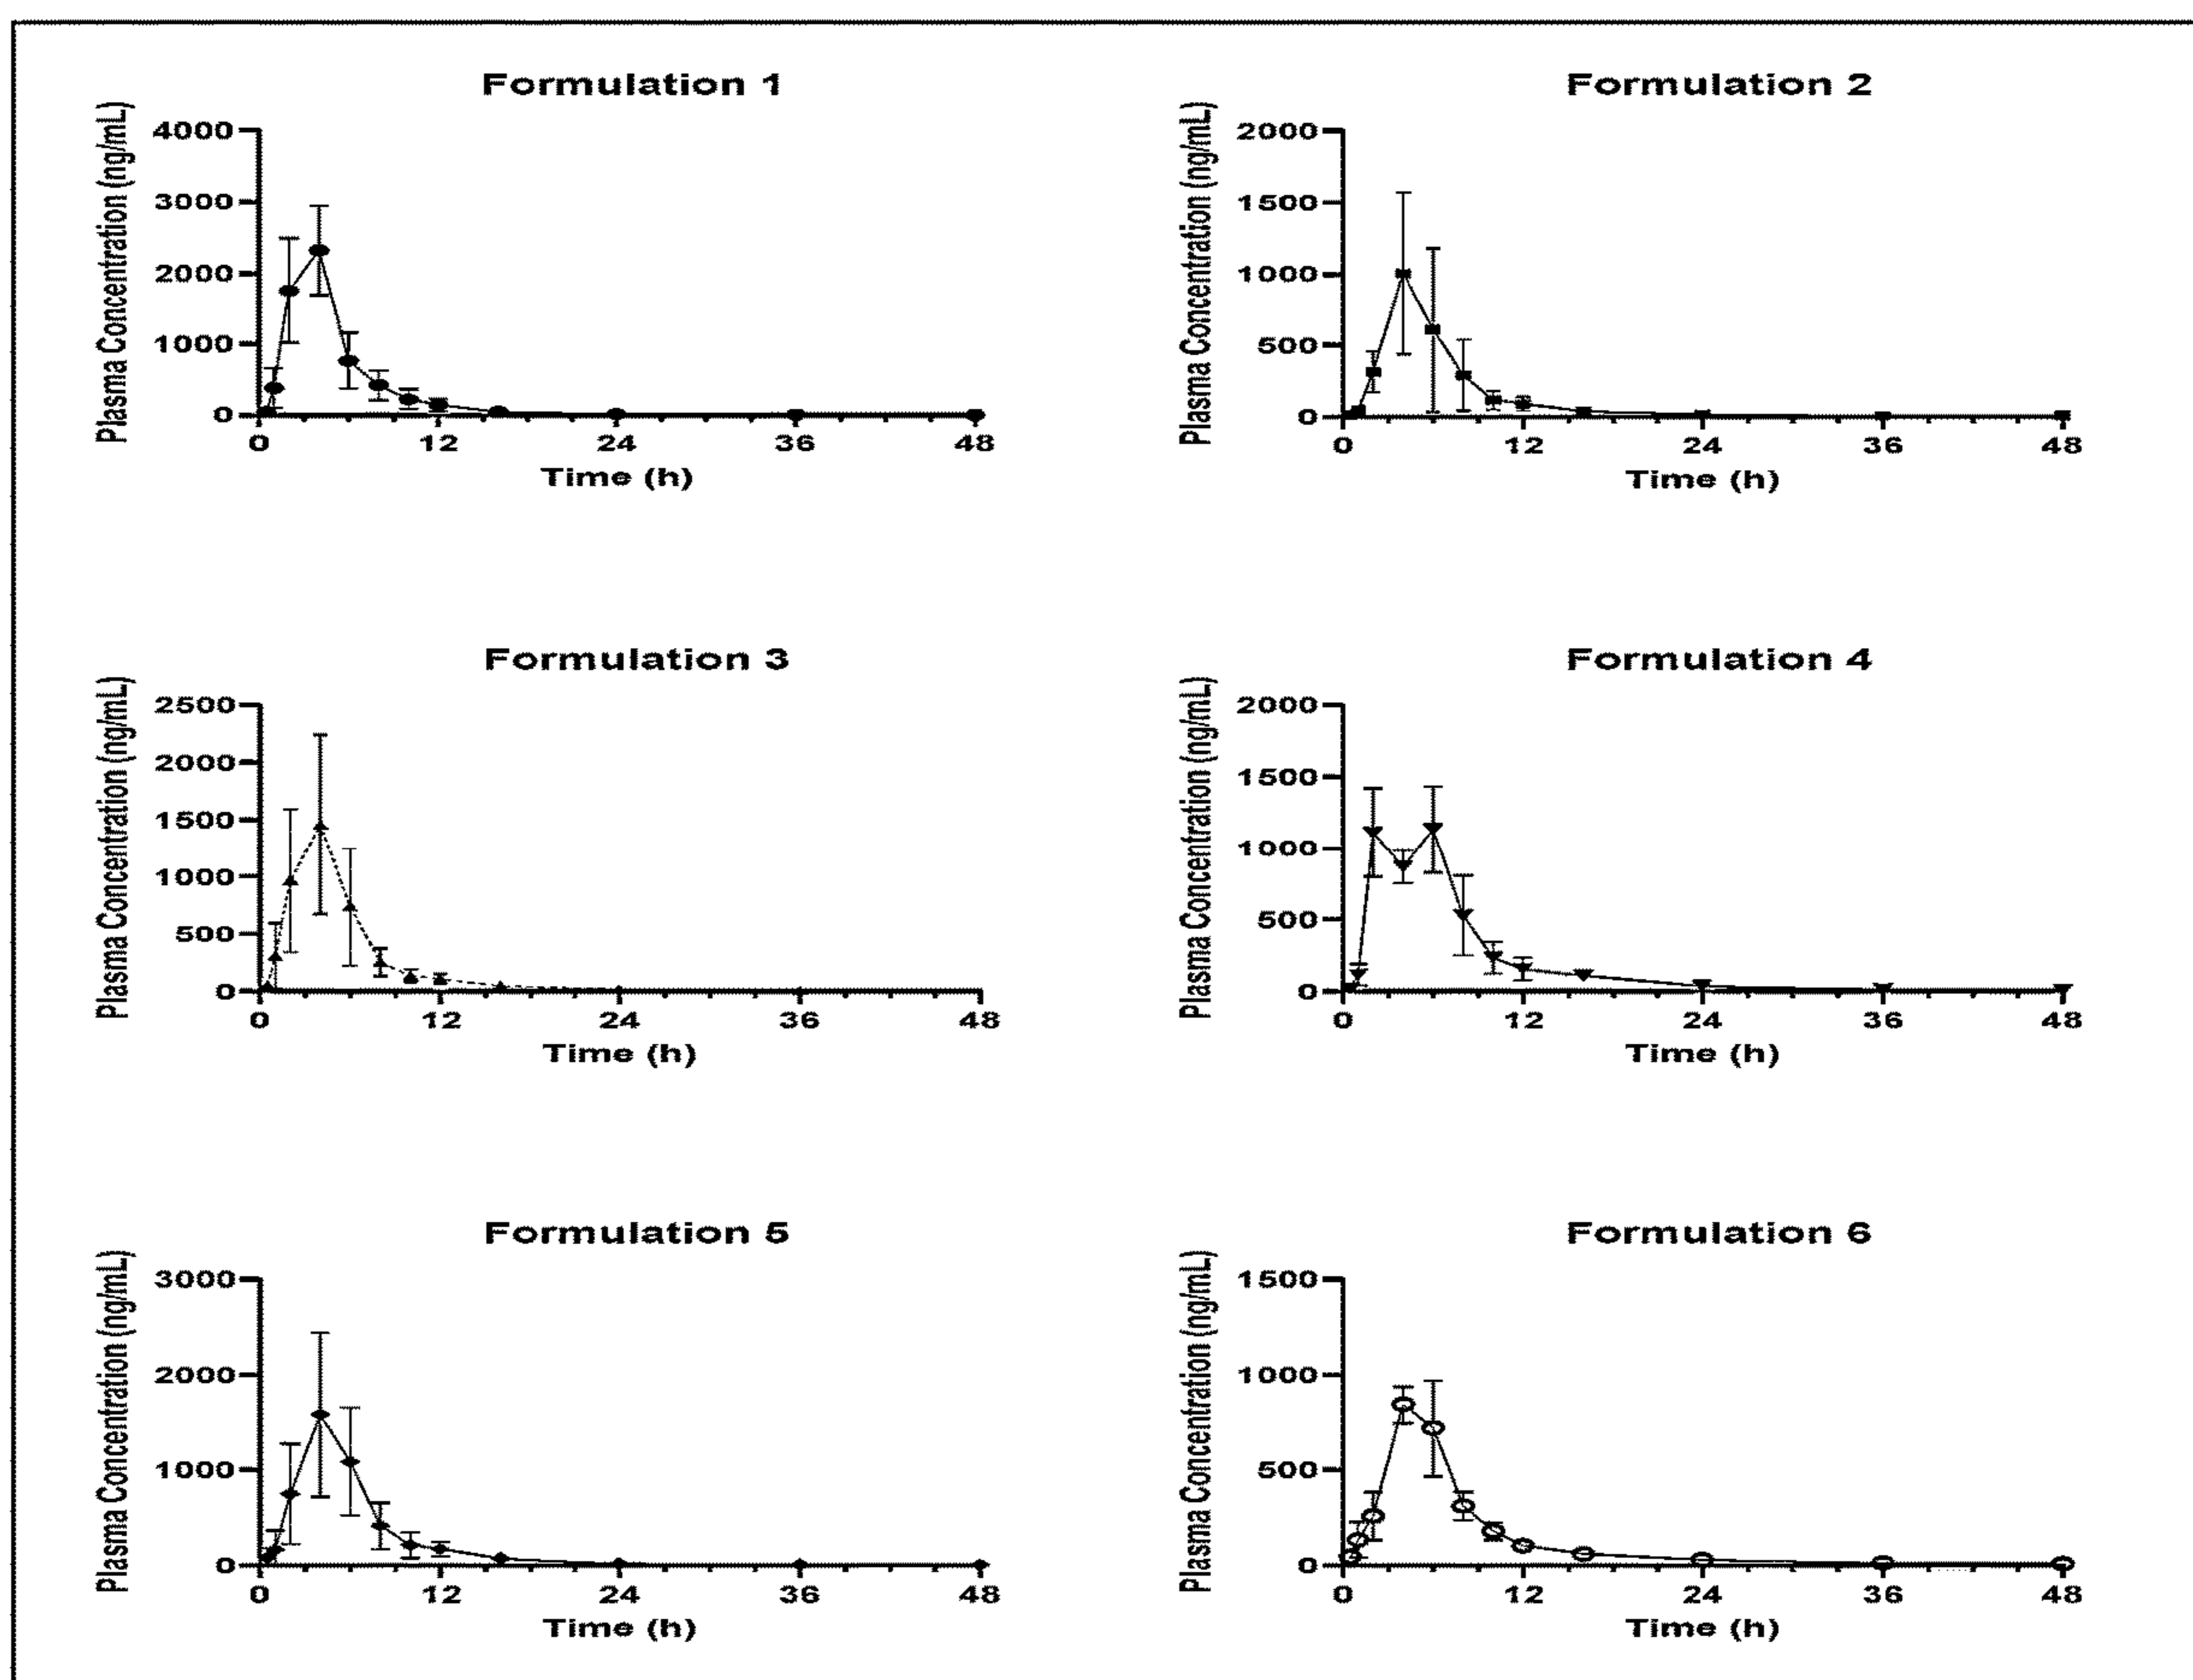 Formulation 1
Plasma Concentration (ng/mL)
4000
3000
2000
1000
0
0 12 24 36 48
Time (h)
Formulation 2
Plasma Concentration (ng/mL)
2000
1500
1000
500
0
0 12 24 36 48
Time (h)
Formulation 3
Plasma Concentration (ng/mL)
2500
2000
1500
1000
500
0
0 12 24 36 48
Time (h)
Formulation 4
Plasma Concentration (ng/mL)
2000
1500
1000
500
0
0 12 24 36 48
Time (h)
Formulation 5
Plasma Concentration (ng/mL)
3000
2000
1000
0
0 12 24 36 48
Time (h)
Formulation 6
Plasma Concentration (ng/mL)
1500
1000
500
0
0 12 24 36 48
Time (h)